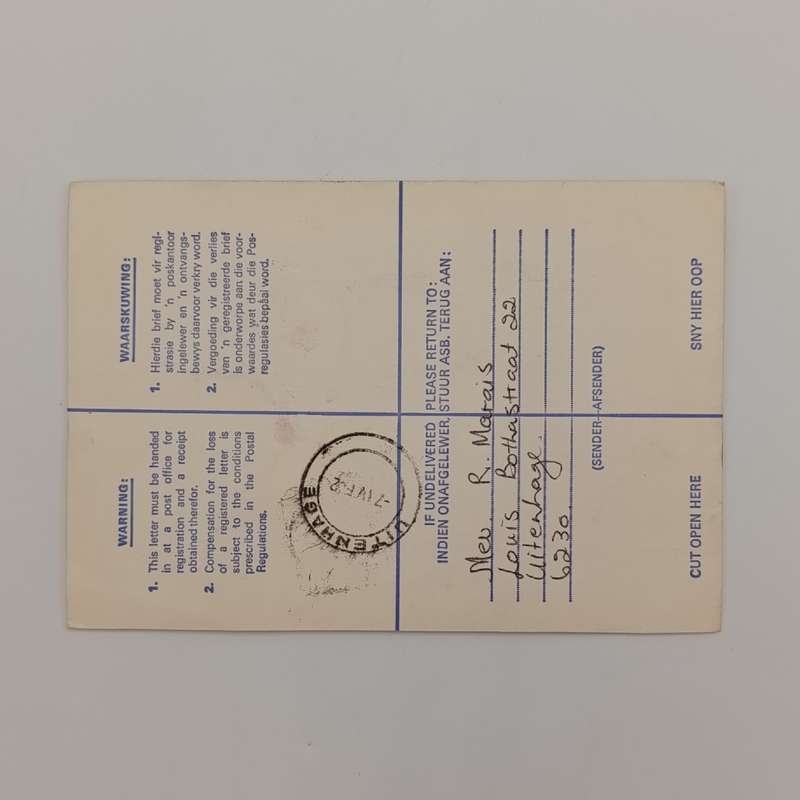 WARNING:
1. This letter must be handed
in at a post office for
registration and a receipt
obtained therefor.
2. Compensation for the loss
of a registered letter is
subject to the conditions
prescribed in the Postal
Regulations.
WAARSKUWING:
1. Hierdie brief moet vir regi-
strasie by 'n poskantoor
ingelewer en 'n ontvangs-
bewys daarvoor verkry word.
2. Vergoeding vir die verlies
van 'n geregistreerde brief
is onderworpe aan die voor-
waardes wat deur die Pos-
regulasies bepaal word.
UITENHAGE
IF UNDELIVERED PLEASE RETURN TO:
INDIEN ONAFGELEWER, STUUR ASB. TERUG AAN:
Mev R. Marais
Louis Bothastraat 22
Uitenhage.
6230.
(SENDER--AFSENDER)
CUT OPEN HERE
SNY HIER OOP